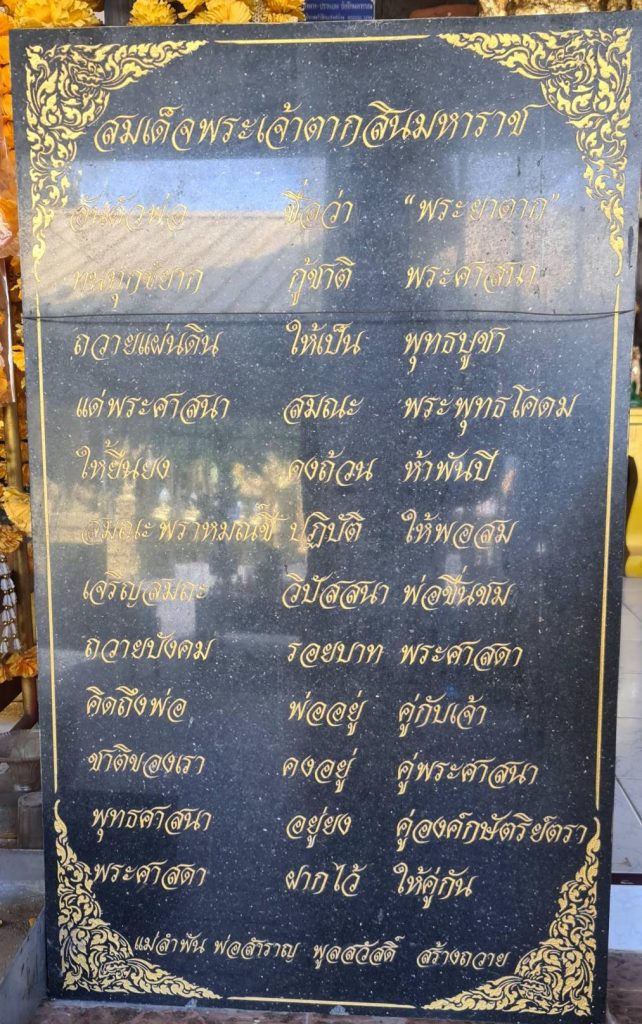 สมเด็จพระเจ้าตากสินมหาราช
อันตัวพ่อ ชื่อว่า "พระยาตาก"
ทนทุกข์ยาก กู้ชาติ พระศาสนา
ถวายแผ่นดิน ให้เป็น พุทธบูชา
แด่พระศาสนา สมณะ พระพุทธโคดม
ให้ยืนยง คงถ้วน ห้าพันปี
สมณะพราหมณ์ชี ปฏิบัติ ให้พอสม
เจริญสมถะ วิปัสสนา พ่อชื่นชม
ถวายบังคม รอยบาท พระศาสดา
คิดถึงพ่อ พ่ออยู่ คู่กับเจ้า
ชาติของเรา คงอยู่ คู่พระศาสนา
พุทธศาสนา อยู่ยง คู่องค์กษัตริย์ตรา
พระศาสดา ฝากไว้ ให้คู่กัน
แม่ลำพัน พ่อสำราญ พูลสวัสดิ์ สร้างถวาย